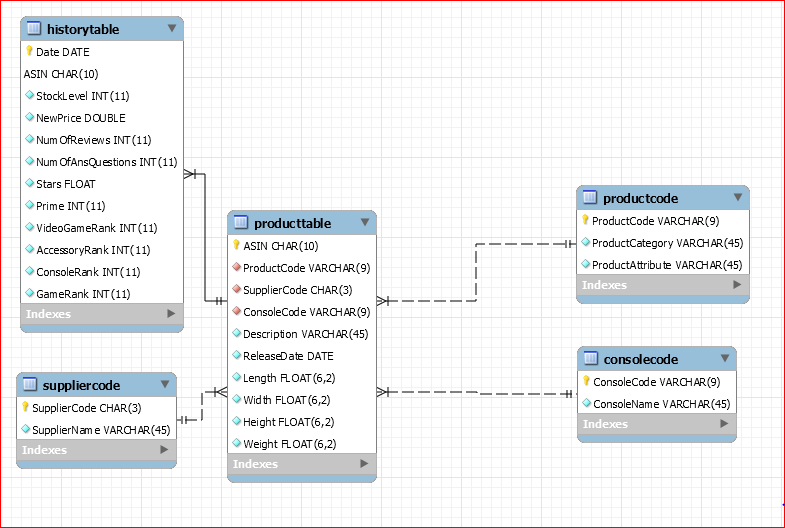 historytable
Date DATE
ASIN CHAR(10)
StockLevel INT(11)
NewPrice DOUBLE
NumOfReviews INT(11)
NumOfAnsQuestions INT(11)
Stars FLOAT
Prime INT(11)
VideoGameRank INT(11)
AccessoryRank INT(11)
ConsoleRank INT(11)
GameRank INT(11)
Indexes
suppliercode
SupplierCode CHAR(3)
SupplierName VARCHAR(45)
Indexes
producttable
ASIN CHAR(10)
ProductCode VARCHAR(9)
SupplierCode CHAR(3)
ConsoleCode VARCHAR(9)
Description VARCHAR(45)
ReleaseDate DATE
Length FLOAT(6,2)
Width FLOAT(6,2)
Height FLOAT(6,2)
Weight FLOAT(6,2)
Indexes
productcode
ProductCode VARCHAR(9)
ProductCategory VARCHAR(45)
ProductAttribute VARCHAR(45)
Indexes
consolecode
ConsoleCode VARCHAR(9)
ConsoleName VARCHAR(45)
Indexes